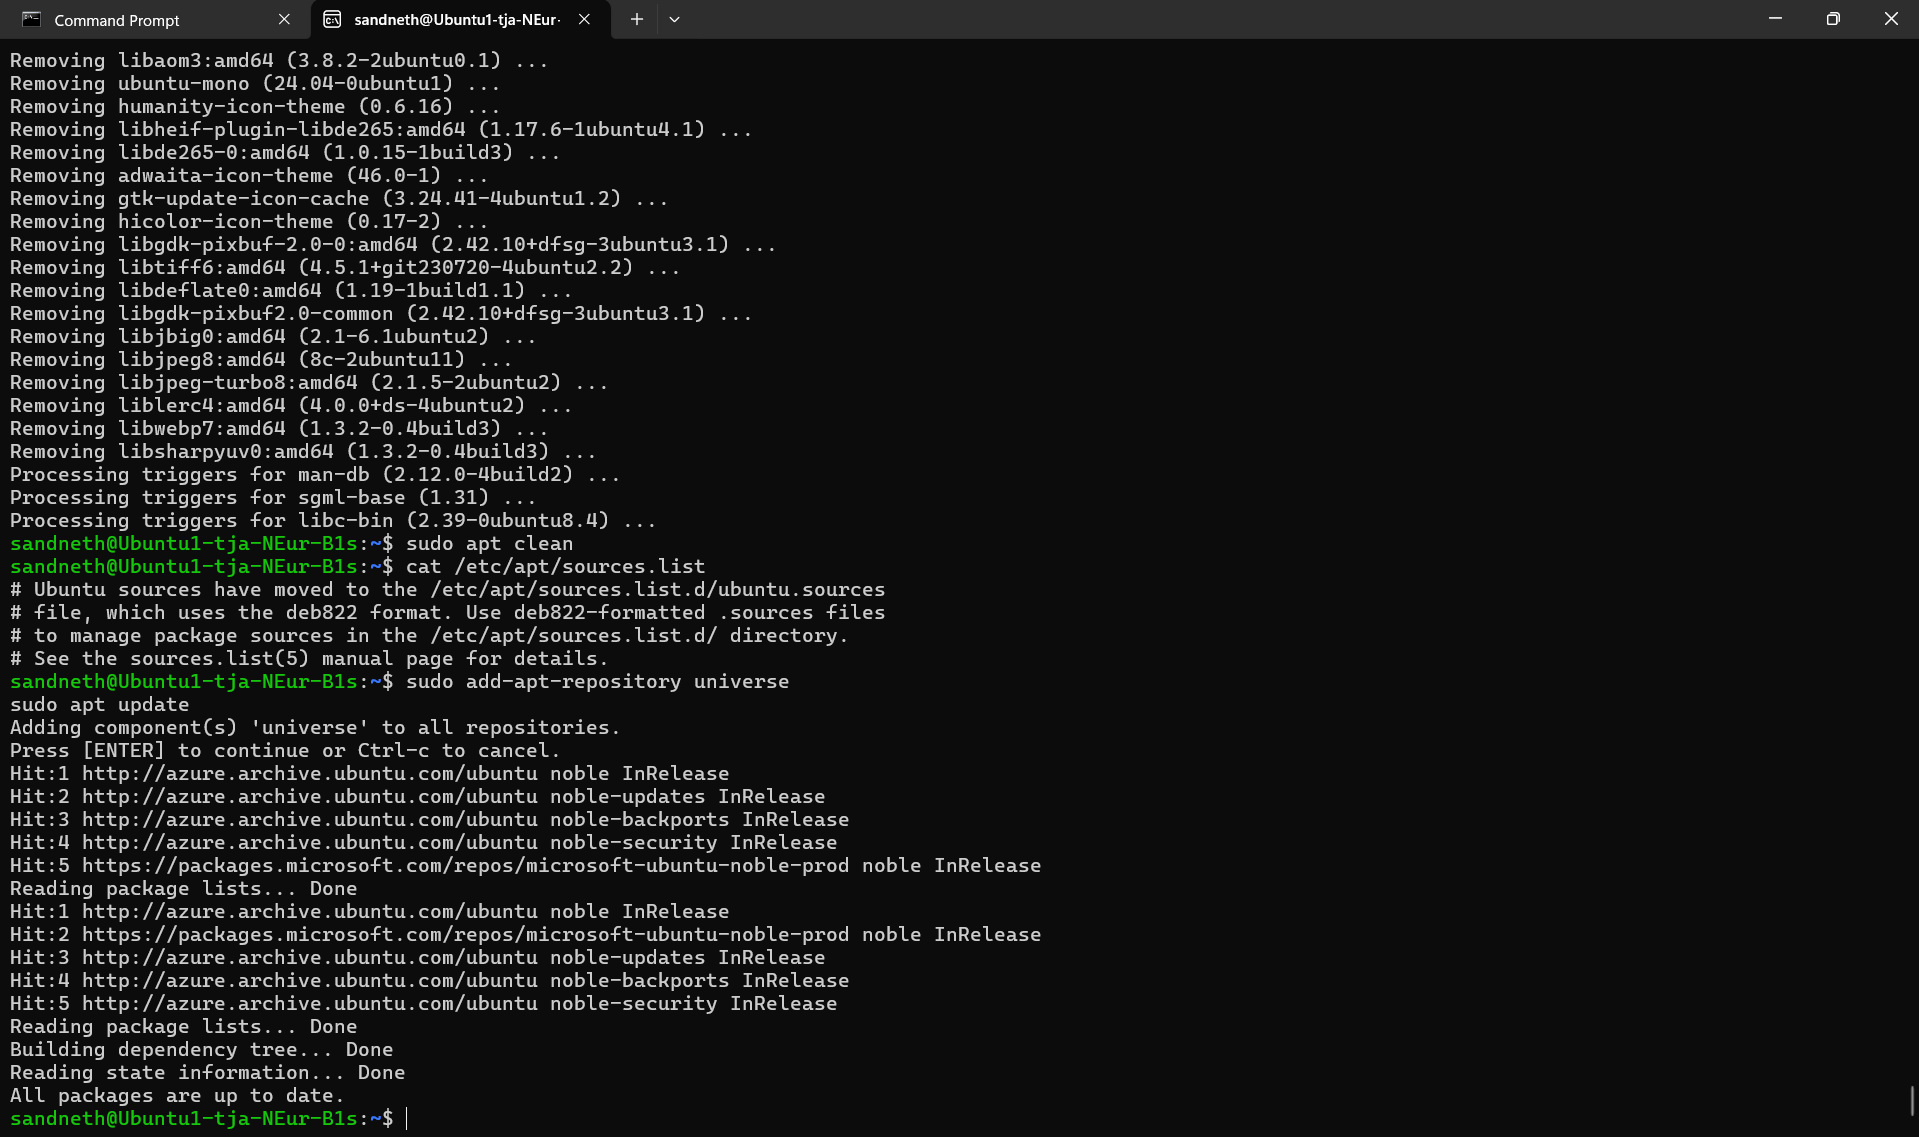 Command Prompt
sandneth@Ubuntu1-tja-NEur-
Removing libaom3:amd64 (3.8.2-2ubuntu0.1) ...
Removing ubuntu-mono (24.04-0ubuntu1) ...
Removing humanity-icon-theme (0.6.16) ...
Removing libheif-plugin-libde265:amd64 (1.17.6-1ubuntu4.1) ...
Removing libde265-0:amd64 (1.0.15-1build3) ...
Removing adwaita-icon-theme (46.0-1) ...
Removing gtk-update-icon-cache (3.24.41-4ubuntu1.2) ...
Removing hicolor-icon-theme (0.17-2) ...
Removing libgdk-pixbuf-2.0-0:amd64 (2.42.10+dfsg-3ubuntu3.1) ...
Removing libtiff6:amd64 (4.5.1+git230720-4ubuntu2.2) ...
Removing libdeflate0:amd64 (1.19-1build1.1) ...
Removing libgdk-pixbuf2.0-common (2.42.10+dfsg-3ubuntu3.1) ...
Removing libjbig0:amd64 (2.1-6.1ubuntu2) ...
Removing libjpeg8:amd64 (8c-2ubuntu11) ...
Removing libjpeg-turbo8:amd64 (2.1.5-2ubuntu2) ...
Removing liblerc4:amd64 (4.0.0+ds-4ubuntu2) ...
Removing libwebp7:amd64 (1.3.2-0.4build3) ...
Removing libsharpyuv0:amd64 (1.3.2-0.4build3) ...
Processing triggers for man-db (2.12.0-4build2) ...
Processing triggers for sgml-base (1.31) ...
Processing triggers for libc-bin (2.39-0ubuntu8.4) ...
sandneth@Ubuntu1-tja-NEur-B1s:~$ sudo apt clean
sandneth@Ubuntu1-tja-NEur-B1s:~$ cat /etc/apt/sources.list
# Ubuntu sources have moved to the /etc/apt/sources.list.d/ubuntu.sources
# file, which uses the deb822 format. Use deb822-formatted .sources files
# to manage package sources in the /etc/apt/sources.list.d/ directory.
# See the sources.list(5) manual page for details.
sandneth@Ubuntu1-tja-NEur-B1s:~$ sudo add-apt-repository universe
sudo apt update
Adding component(s) 'universe' to all repositories.
Press [ENTER] to continue or Ctrl-c to cancel.
Hit:1 http://azure.archive.ubuntu.com/ubuntu noble InRelease
Hit:2 http://azure.archive.ubuntu.com/ubuntu noble-updates InRelease
Hit:3 http://azure.archive.ubuntu.com/ubuntu noble-backports InRelease
Hit:4 http://azure.archive.ubuntu.com/ubuntu noble-security InRelease
Hit:5 https://packages.microsoft.com/repos/microsoft-ubuntu-noble-prod noble InRelease
Reading package lists... Done
Hit:1 http://azure.archive.ubuntu.com/ubuntu noble InRelease
Hit:2 https://packages.microsoft.com/repos/microsoft-ubuntu-noble-prod noble InRelease
Hit:3 http://azure.archive.ubuntu.com/ubuntu noble-updates InRelease
Hit:4 http://azure.archive.ubuntu.com/ubuntu noble-backports InRelease
Hit:5 http://azure.archive.ubuntu.com/ubuntu noble-security InRelease
Reading package lists... Done
Building dependency tree... Done
Reading state information... Done
All packages are up to date.
sandneth@Ubuntu1-tja-NEur-B1s:~$